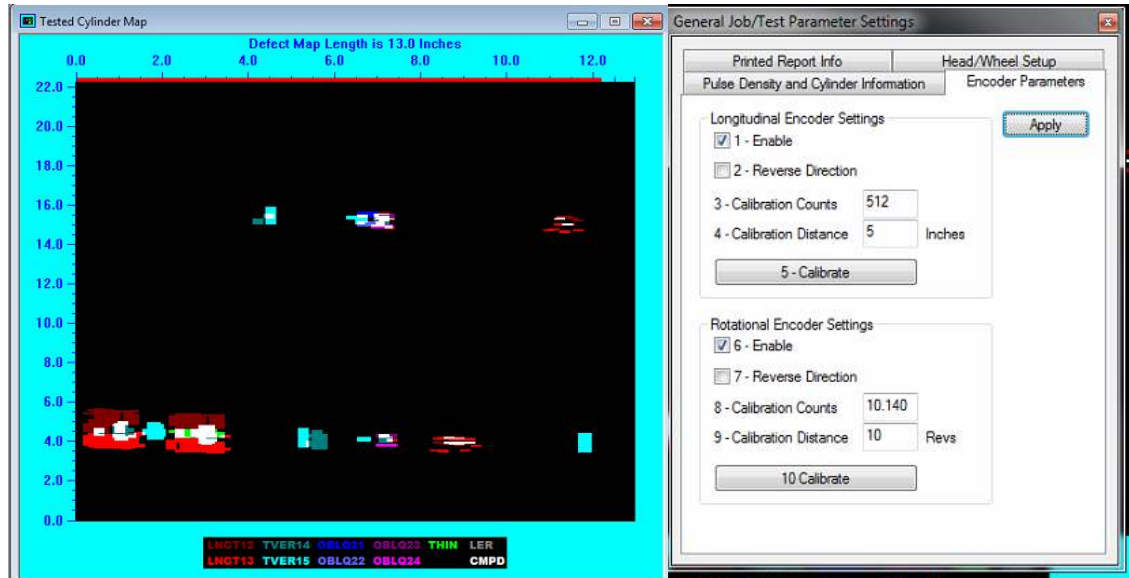 Tested Cylinder Map
Defect Map Length is 13.0 Inches
0.0 2.0 4.0 6.0 8.0 10.0 12.0
22.0
20.0
18.0
16.0
14.0
12.0
10.0
8.0
6.0
4.0
2.0
0.0
LNGT13 TVER14 OBLQ21 OBLQ23 THIN LER
LNGT13 TVER15 OBLQ22 OBLQ24 CMPD
General Job/Test Parameter Settings
Printed Report Info Head/Wheel Setup
Pulse Density and Cylinder Information Encoder Parameters
Apply
Longitudinal Encoder Settings
1 - Enable
2 - Reverse Direction
3 - Calibration Counts 512
4 - Calibration Distance 5 Inches
5 - Calibrate
Rotational Encoder Settings
6 - Enable
7 - Reverse Direction
8 - Calibration Counts 10.140
9 - Calibration Distance 10 Revs
10 Calibrate